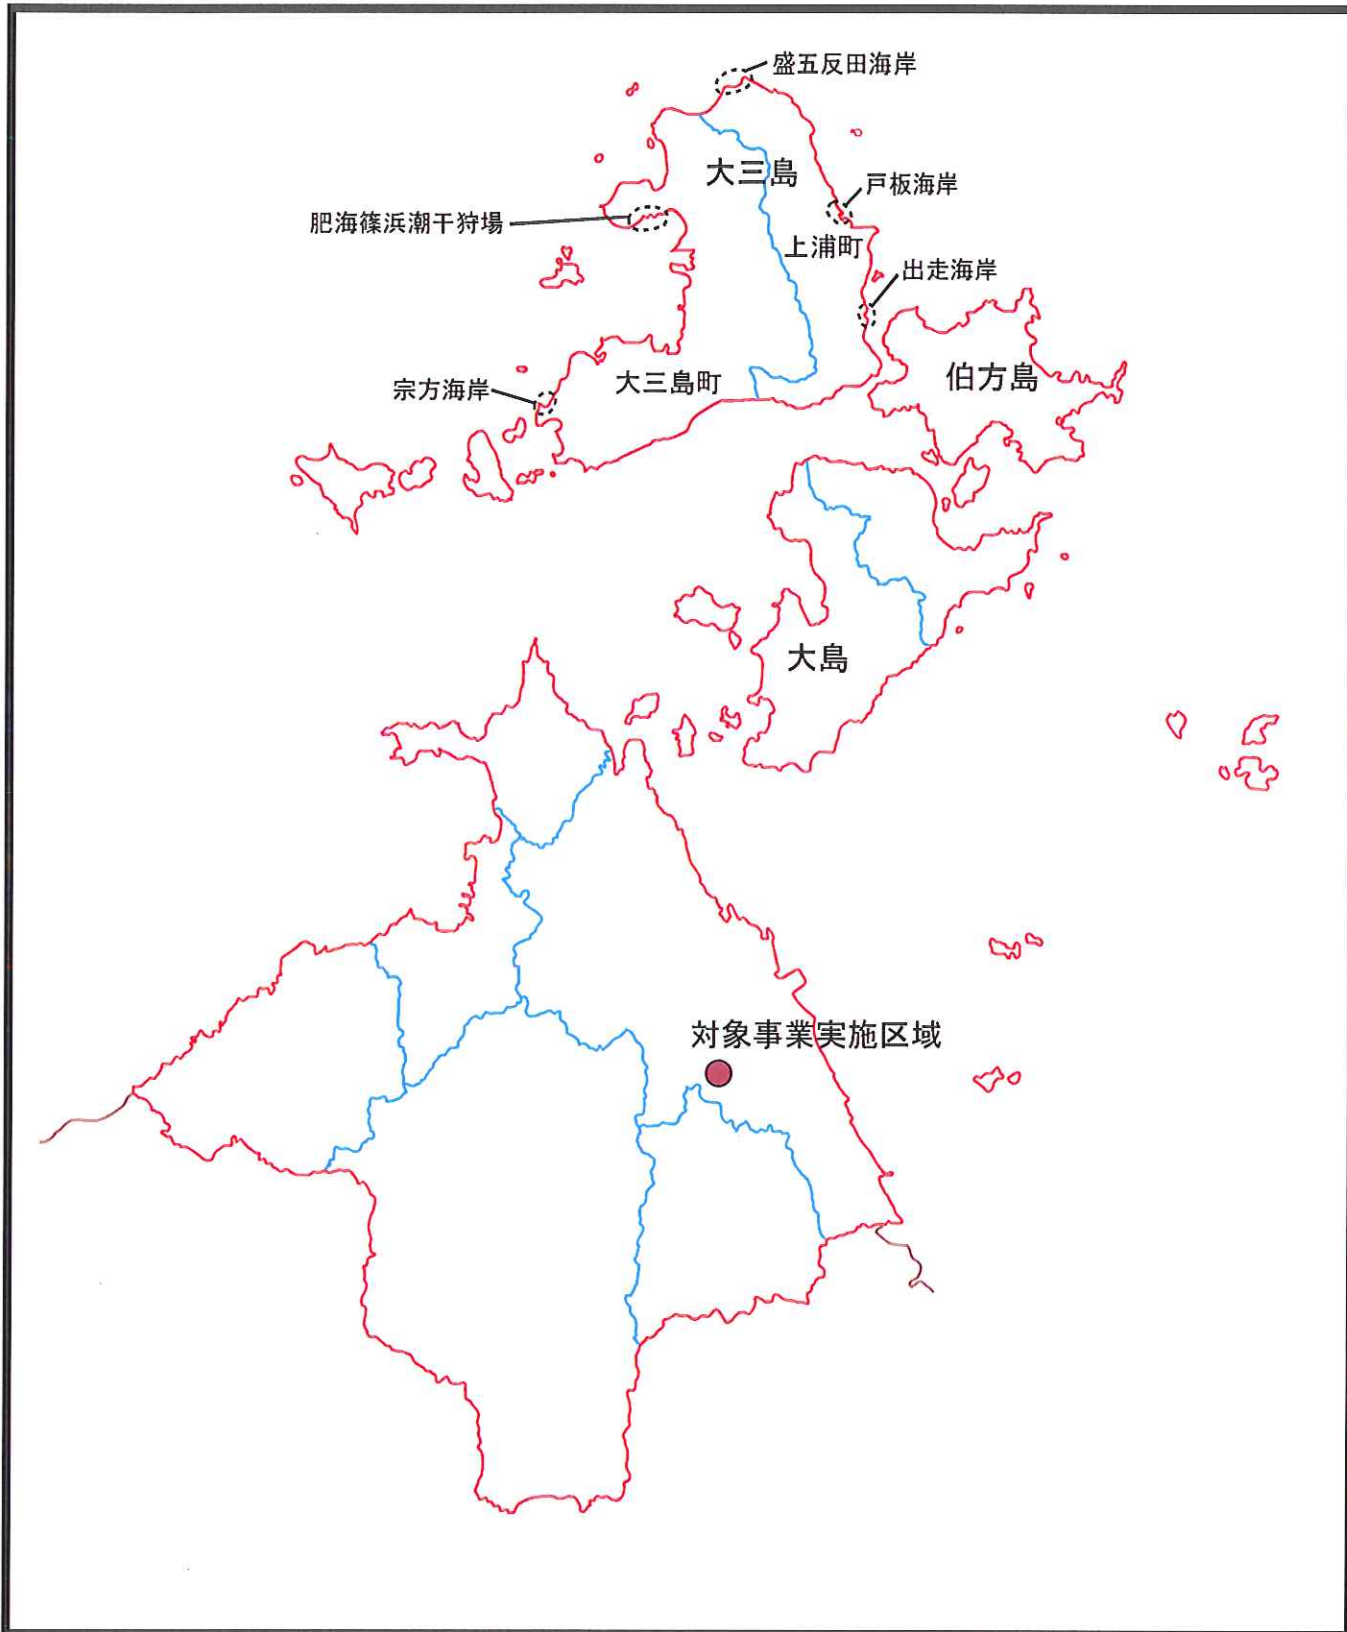 盛五反田海岸
大三島
戸板海岸
肥海篠浜潮干狩場
上浦町
出走海岸
伯方島
大三島町
宗方海岸
大島
対象事業実施区域